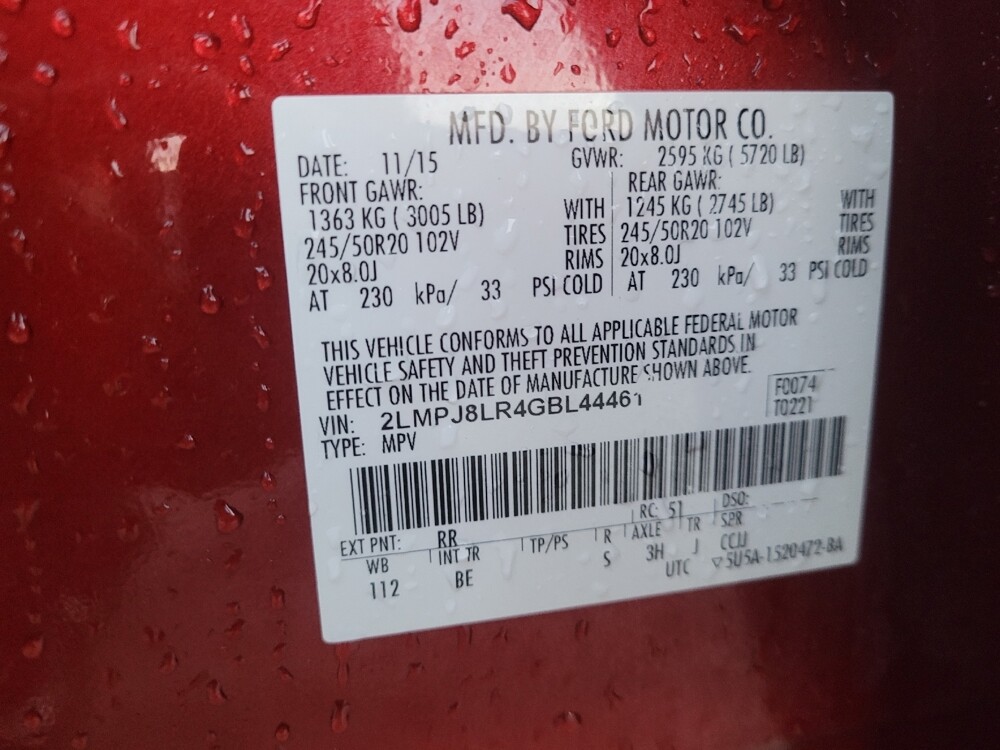 MFD. BY FORD MOTOR CO.
DATE: 11/15 GVWR: 2595 KG ( 5720 LB)
FRONT GAWR: REAR GAWR:
1363 KG ( 3005 LB) WITH 1245 KG ( 2745 LB) WITH
245/50R20 102V TIRES 245/50R20 102V TIRES
20x8.0J RIMS 20x8.0J RIMS
AT 230 kPa/ 33 PSI COLD AT 230 kPa/ 33 PSI COLD
THIS VEHICLE CONFORMS TO ALL APPLICABLE FEDERAL MOTOR
VEHICLE SAFETY AND THEFT PREVENTION STANDARDS IN
EFFECT ON THE DATE OF MANUFACTURE SHOWN ABOVE.
VIN: 2LMPJ8LR4GBL44461 F0074
TYPE: MPV T0221
EXT PNT: RR RC: 51 DSO:
WB INT TR TP/PS R AXLE TR SPR
112 BE S 3H J CCJJ
UTC ▽5U5A-1520472-BA